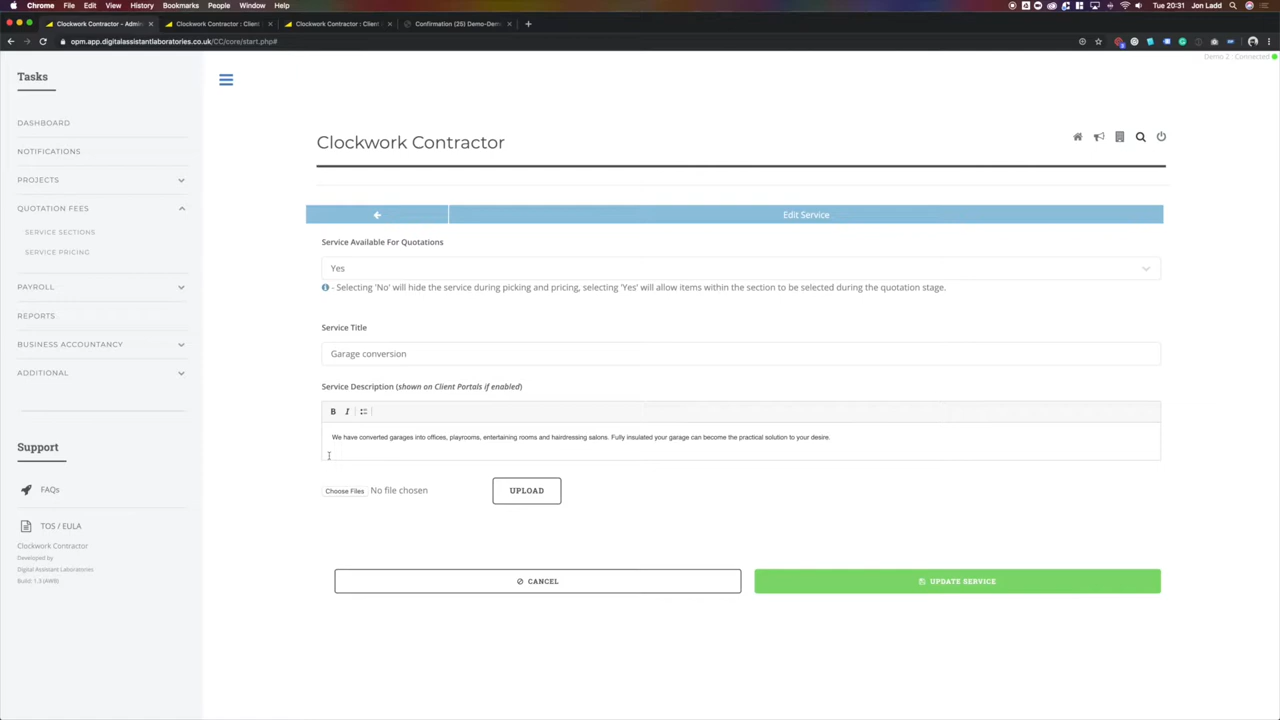 Chrome File Edit View History Bookmarks People Window Help
Tue 20:31 Jon Ladd
Clockwork Contractor - Admin
Clockwork Contractor : Client
Clockwork Contractor : Client
Confirmation (25) Demo-Dem
opm.app.digitalassistantlaboratories.co.uk/CC/core/start.php#
Demo 2 : Connected
Tasks
DASHBOARD
NOTIFICATIONS
PROJECTS
QUOTATION FEES
SERVICE SECTIONS
SERVICE PRICING
PAYROLL
REPORTS
BUSINESS ACCOUNTANCY
ADDITIONAL
Support
FAQs
TOS / EULA
Clockwork Contractor
Developed by
Digital Assistant Laboratories
Build: 1.3 (AWB)
Clockwork Contractor
Edit Service
Service Available For Quotations
Yes
- Selecting 'No' will hide the service during picking and pricing, selecting 'Yes' will allow items within the section to be selected during the quotation stage.
Service Title
Garage conversion
Service Description (shown on Client Portals if enabled)
B I
We have converted garages into offices, playrooms, entertaining rooms and hairdressing salons. Fully insulated your garage can become the practical solution to your desire.
Choose Files No file chosen
UPLOAD
CANCEL
UPDATE SERVICE